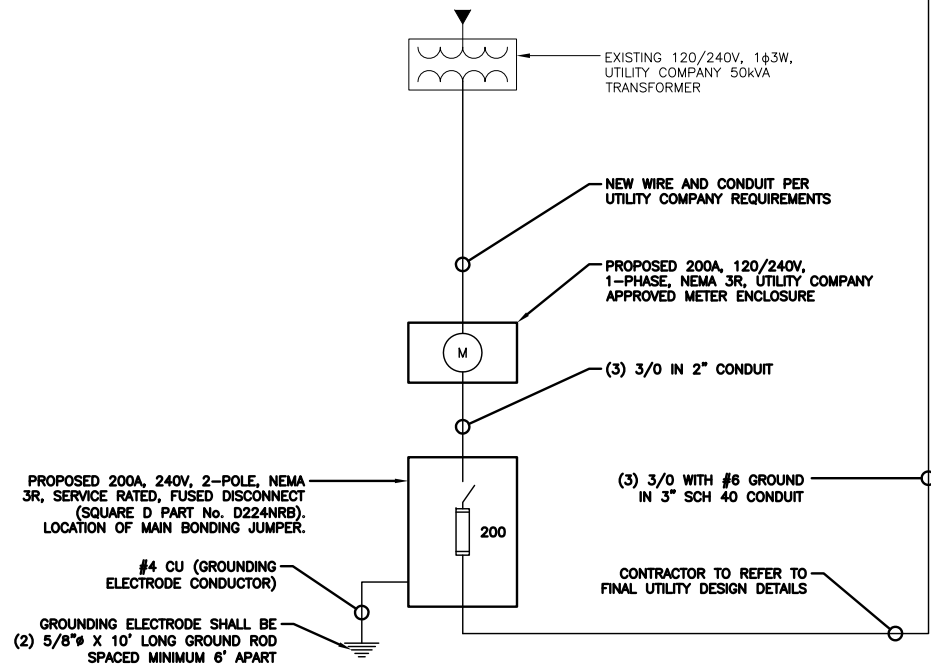 EXISTING 120/240V, 1ϕ3W,
UTILITY COMPANY 50kVA
TRANSFORMER
NEW WIRE AND CONDUIT PER
UTILITY COMPANY REQUIREMENTS
PROPOSED 200A, 120/240V,
1-PHASE, NEMA 3R, UTILITY COMPANY
APPROVED METER ENCLOSURE
M
(3) 3/0 IN 2" CONDUIT
PROPOSED 200A, 240V, 2-POLE, NEMA
3R, SERVICE RATED, FUSED DISCONNECT
(SQUARE D PART No. D224NRB).
LOCATION OF MAIN BONDING JUMPER.
200
(3) 3/0 WITH #6 GROUND
IN 3" SCH 40 CONDUIT
#4 CU (GROUNDING
ELECTRODE CONDUCTOR)
CONTRACTOR TO REFER TO
FINAL UTILITY DESIGN DETAILS
GROUNDING ELECTRODE SHALL BE
(2) 5/8"ø X 10' LONG GROUND ROD
SPACED MINIMUM 6' APART